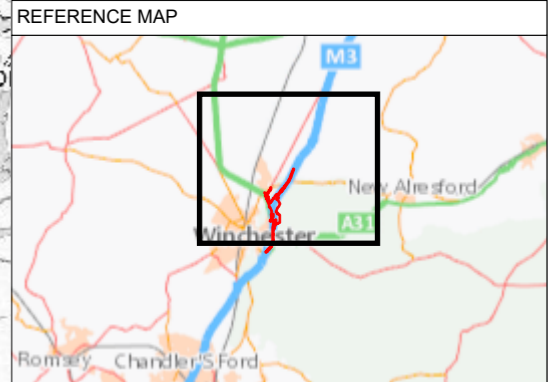 REFERENCE MAP
M3
New Alresford
A31
Winchester
Romsey
Chandler'S Ford